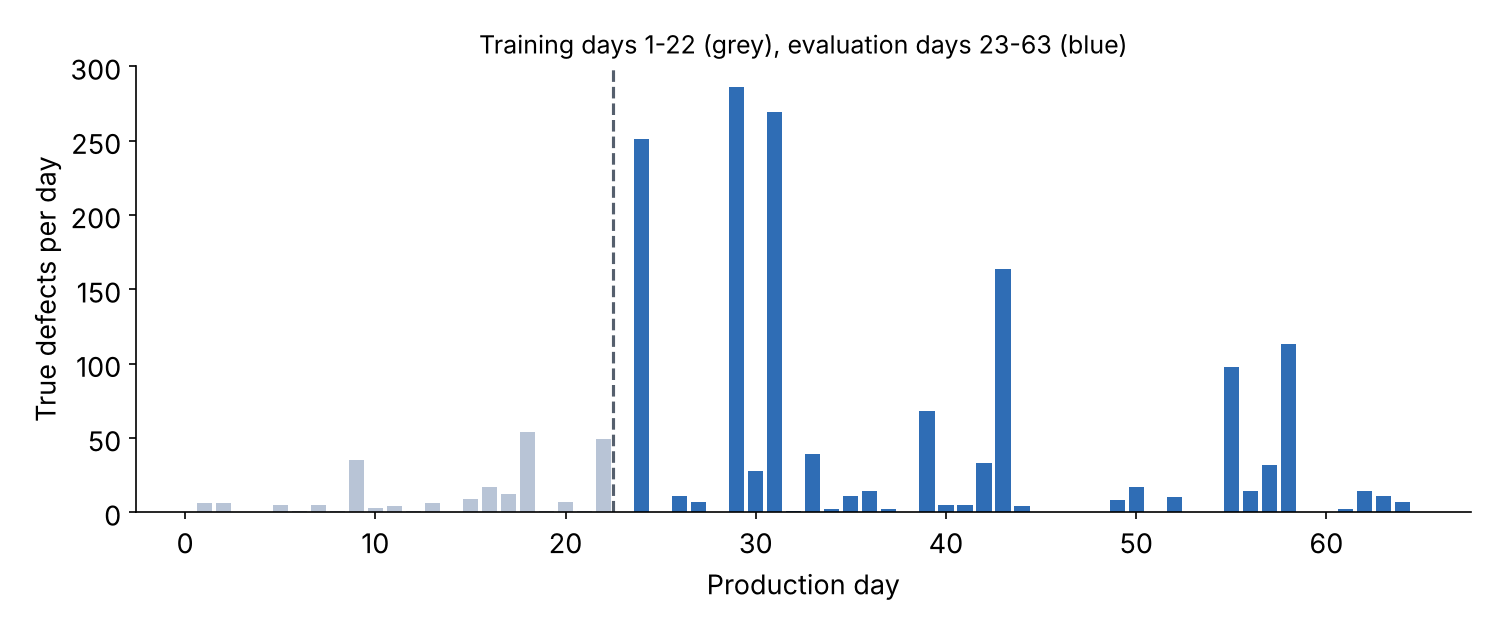 Training days 1-22 (grey), evaluation days 23-63 (blue)
300
250
200
150
100
50
0
True defects per day
0 10 20 30 40 50 60
Production day